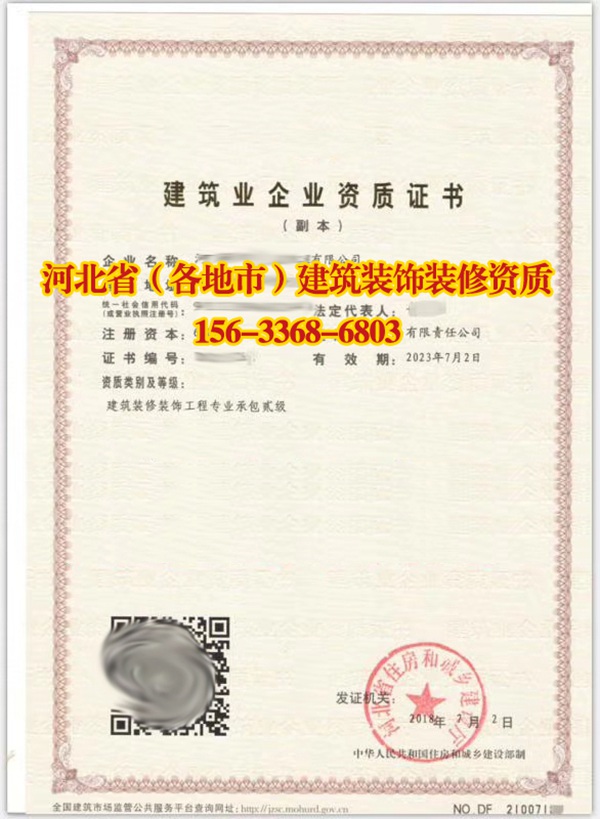 建筑业企业资质证书
(副本)
企业名称 有限公司
河北省（各地市）建筑装饰装修资质
统一社会信用代码
(或营业执照注册号): 法定代表人:
注册资本: 有限责任公司
156-3368-6803
证书编号: 有效期: 2023年7月2日
资质类别及等级:
建筑装修装饰工程专业承包贰级
河北省住房和城乡建设厅
发证机关:
2018年7月2日
中华人民共和国住房和城乡建设部制
全国建筑市场监管公共服务平台查询网址: http://jzsc.mohurd.gov.cn
NO.DF 210071